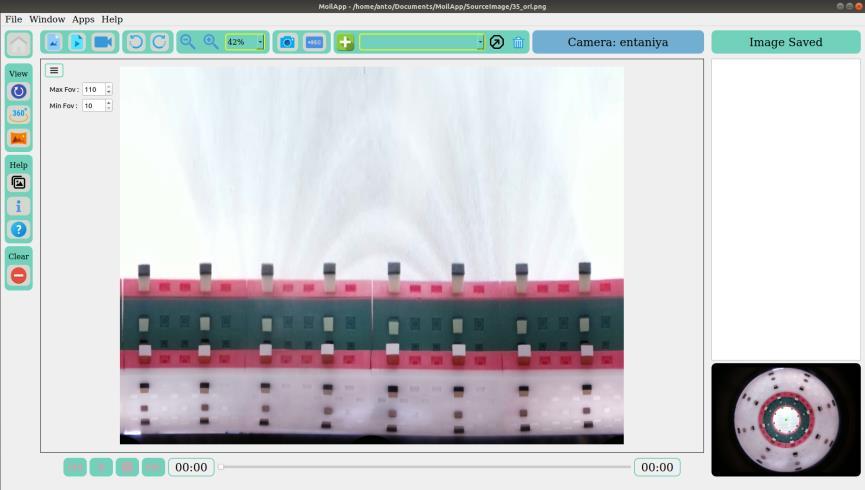 MoilApp - /home/anto/Documents/MoilApp/SourceImage/35_ori.png
File Window Apps Help
42%
Camera: entaniya
Image Saved
View
Max Fov : 110
Min Fov : 10
360°
Help
Clear
00:00
00:00